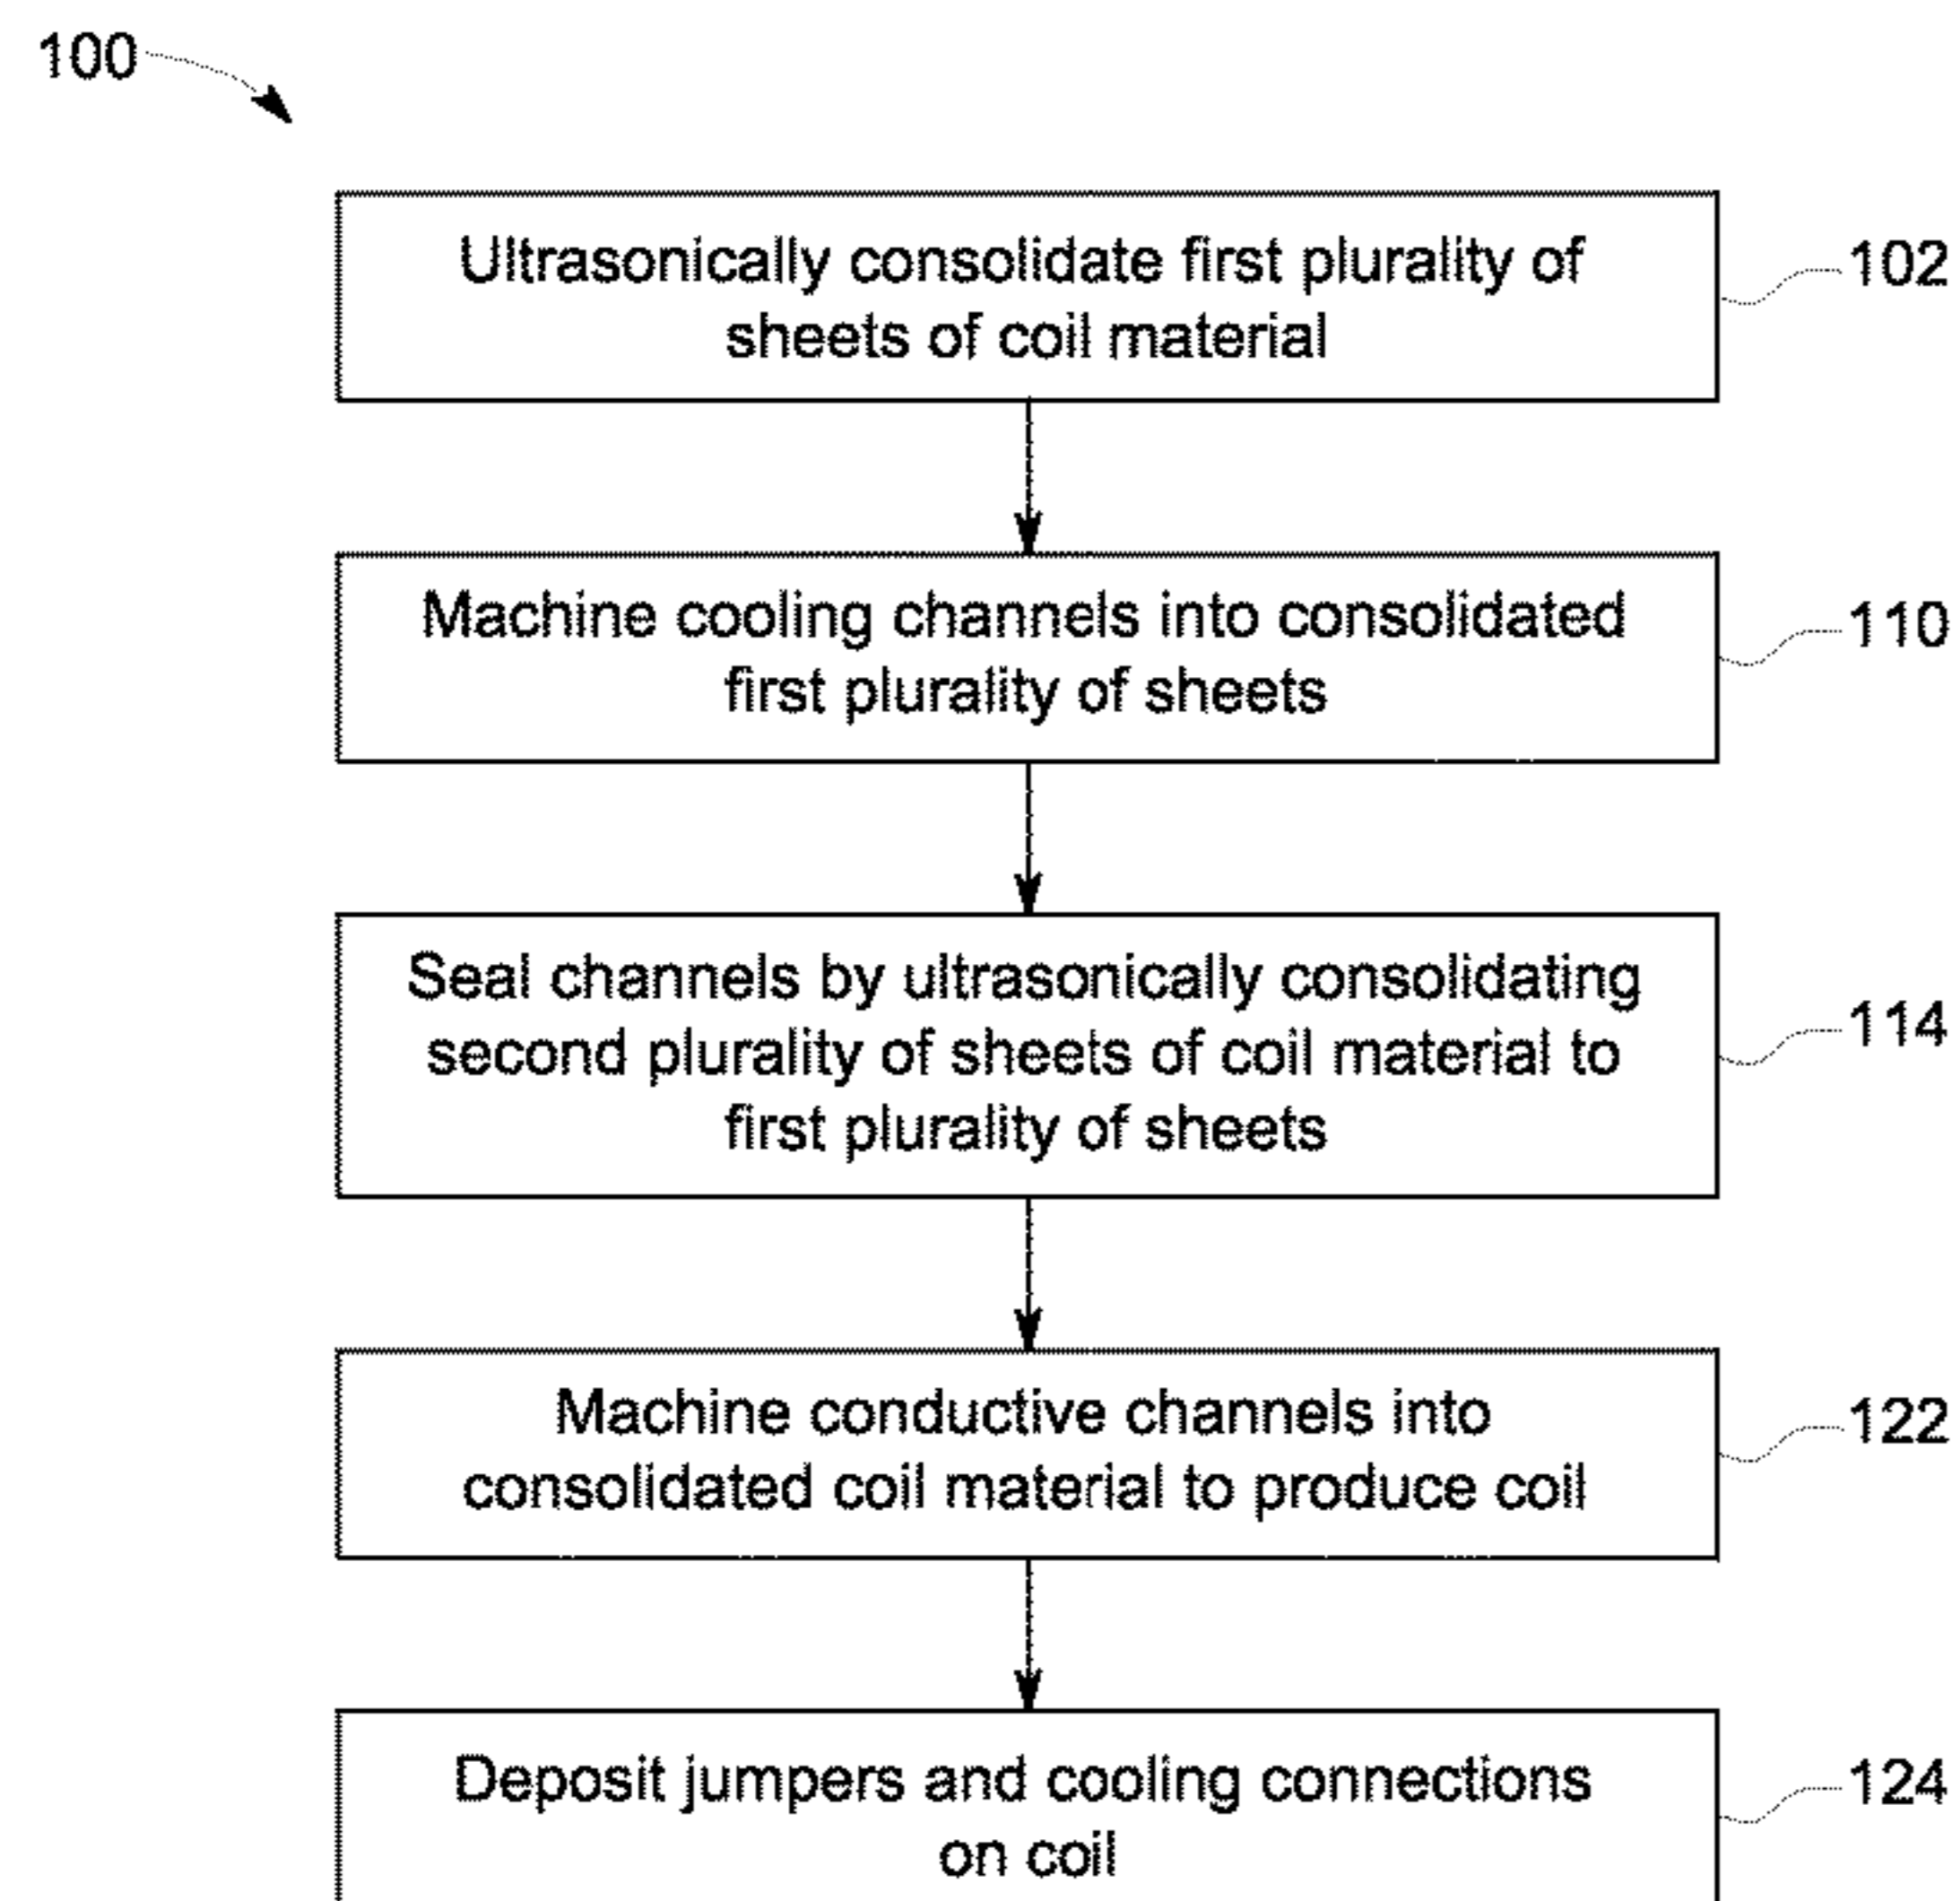 100
Ultrasonically consolidate first plurality of
sheets of coil material
102
Machine cooling channels into consolidated
first plurality of sheets
110
Seal channels by ultrasonically consolidating
second plurality of sheets of coil material to
first plurality of sheets
114
Machine conductive channels into
consolidated coil material to produce coil
122
Deposit jumpers and cooling connections
on coil
124